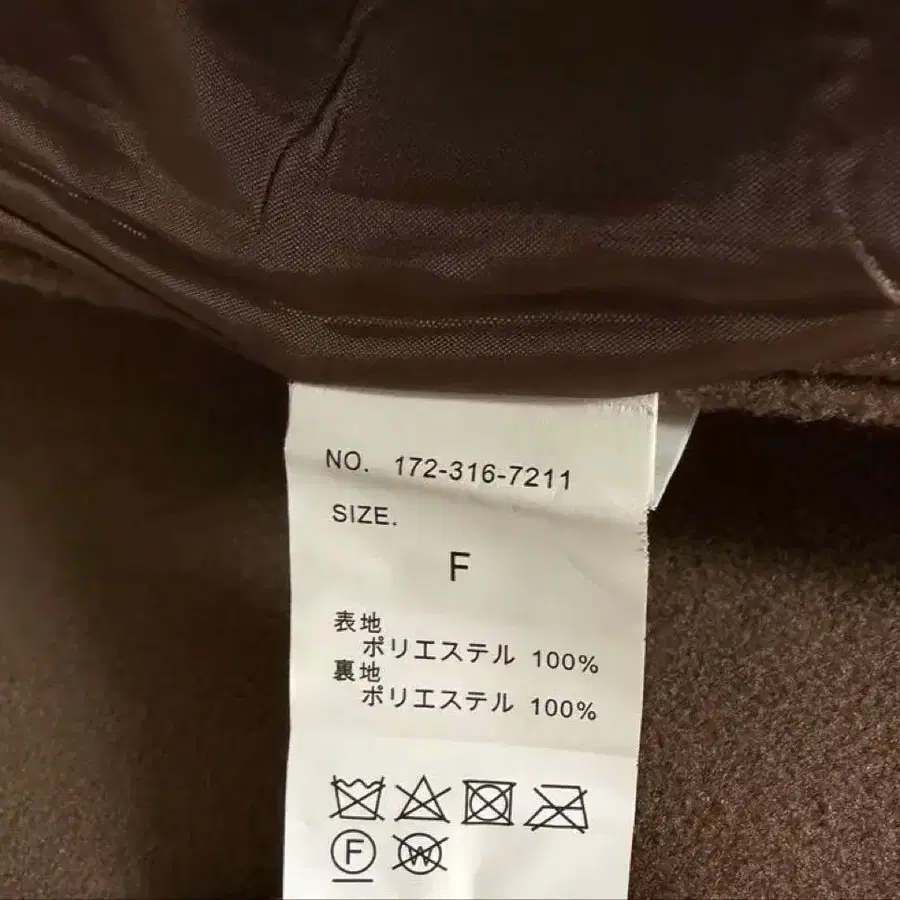 NO. 172-316-7211
SIZE.
F
表地
ポリエステル 100%
裏地
ポリエステル 100%
F W